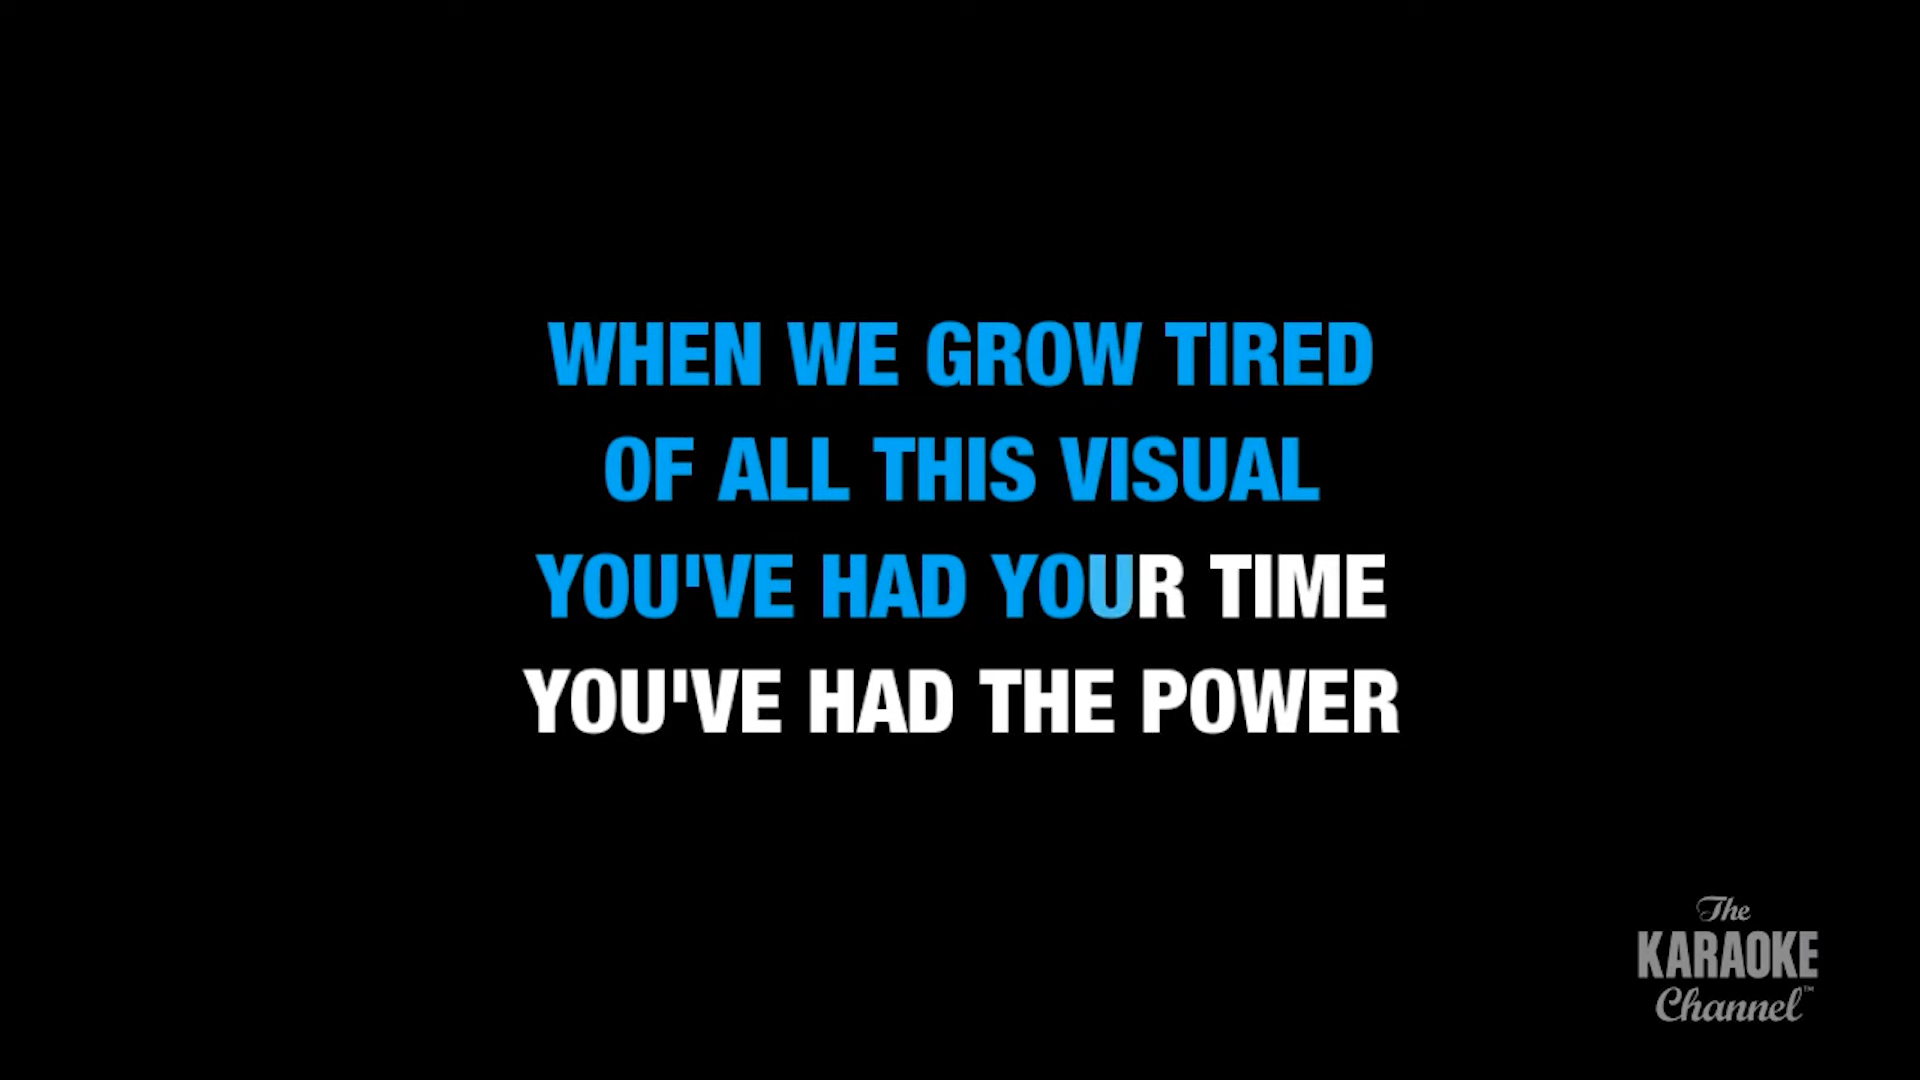 WHEN WE GROW TIRED
OF ALL THIS VISUAL
YOU'VE HAD YOUR TIME
YOU'VE HAD THE POWER
The
KARAOKE
Channel™